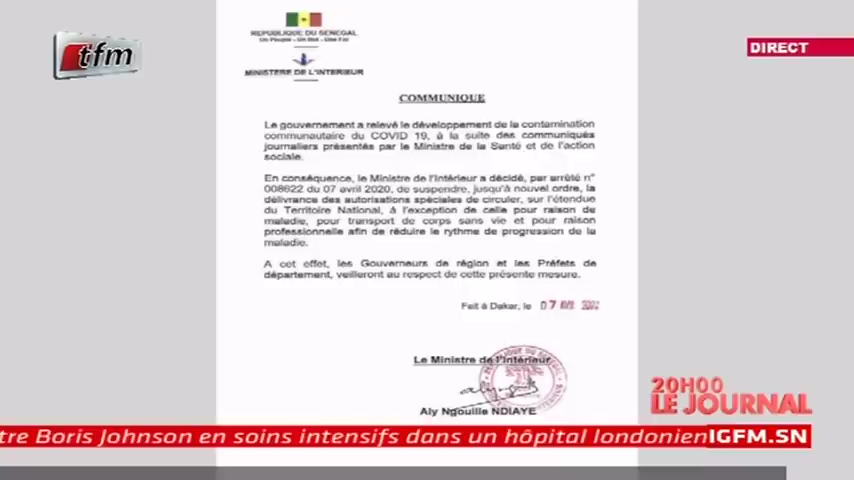 tfm
DIRECT
REPUBLIQUE DU SENEGAL
Un Peuple - Un But - Une Foi
MINISTERE DE L'INTERIEUR
COMMUNIQUE
Le gouvernement a relevé le développement de la contamination
communautaire du COVID 19, à la suite des communiqués
journaliers présentés par le Ministre de la Santé et de l'action
sociale.
En conséquence, le Ministre de l'Intérieur a décidé, par arrêté n°
008622 du 07 avril 2020, de suspendre, jusqu'à nouvel ordre, la
délivrance des autorisations spéciales de circuler, sur l'étendue
du Territoire National, à l'exception de celle pour raison de
maladie, pour transport de corps sans vie et pour raison
professionnelle afin de réduire le rythme de progression de la
maladie.
A cet effet, les Gouverneurs de région et les Préfets de
département, veilleront au respect de cette présente mesure.
Fait à Dakar, le 07
Le Ministre de l'Intérieur
Aly Ngouille NDIAYE
20H00
LE JOURNAL
tre Boris Johnson en soins intensifs dans un hôpital londonien
IGFM.SN